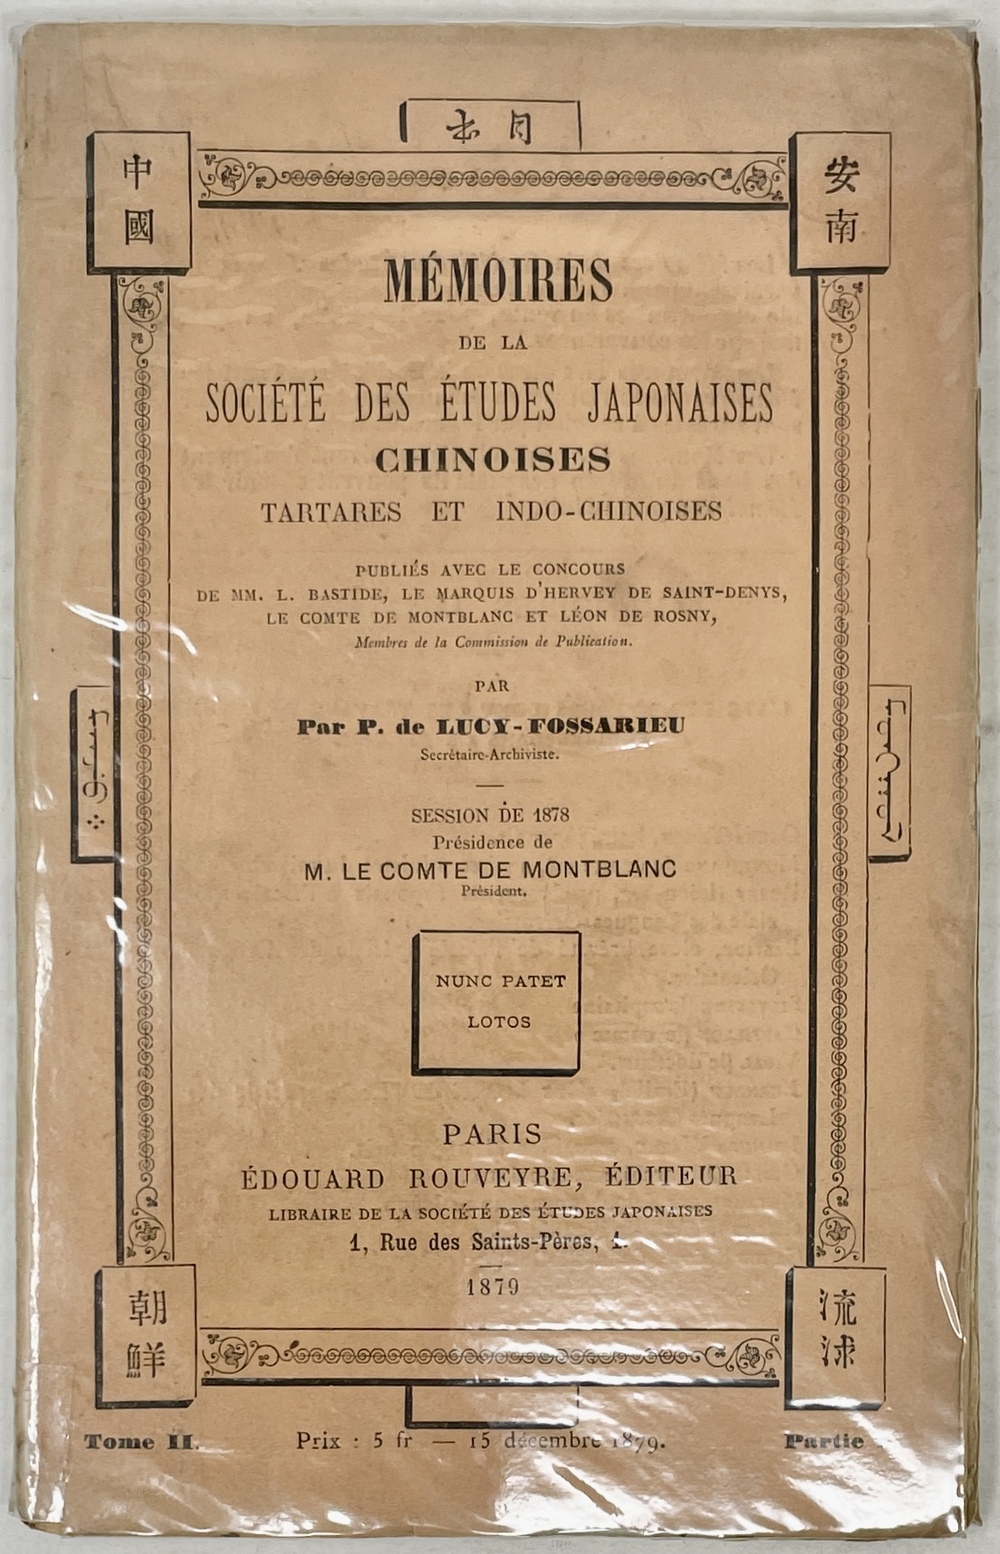 中國
安南
MÉMOIRES
DE LA
SOCIÉTÉ DES ÉTUDES JAPONAISES
CHINOISES
TARTARES ET INDO-CHINOISES
PUBLIÉS AVEC LE CONCOURS
DE MM. L. BASTIDE, LE MARQUIS D'HERVEY DE SAINT-DENYS,
LE COMTE DE MONTBLANC ET LÉON DE ROSNY,
Membres de la Commission de Publication.
PAR
Par P. de LUCY-FOSSARIEU
Secrétaire-Archiviste.
SESSION DE 1878
Présidence de
M. LE COMTE DE MONTBLANC
Président.
NUNC PATET
LOTOS
PARIS
ÉDOUARD ROUVEYRE, ÉDITEUR
LIBRAIRE DE LA SOCIÉTÉ DES ÉTUDES JAPONAISES
1, Rue des Saints-Pères, 1.
1879
朝鮮
流球
Tome II.
Prix : 5 fr — 15 décembre 1879.
Partie